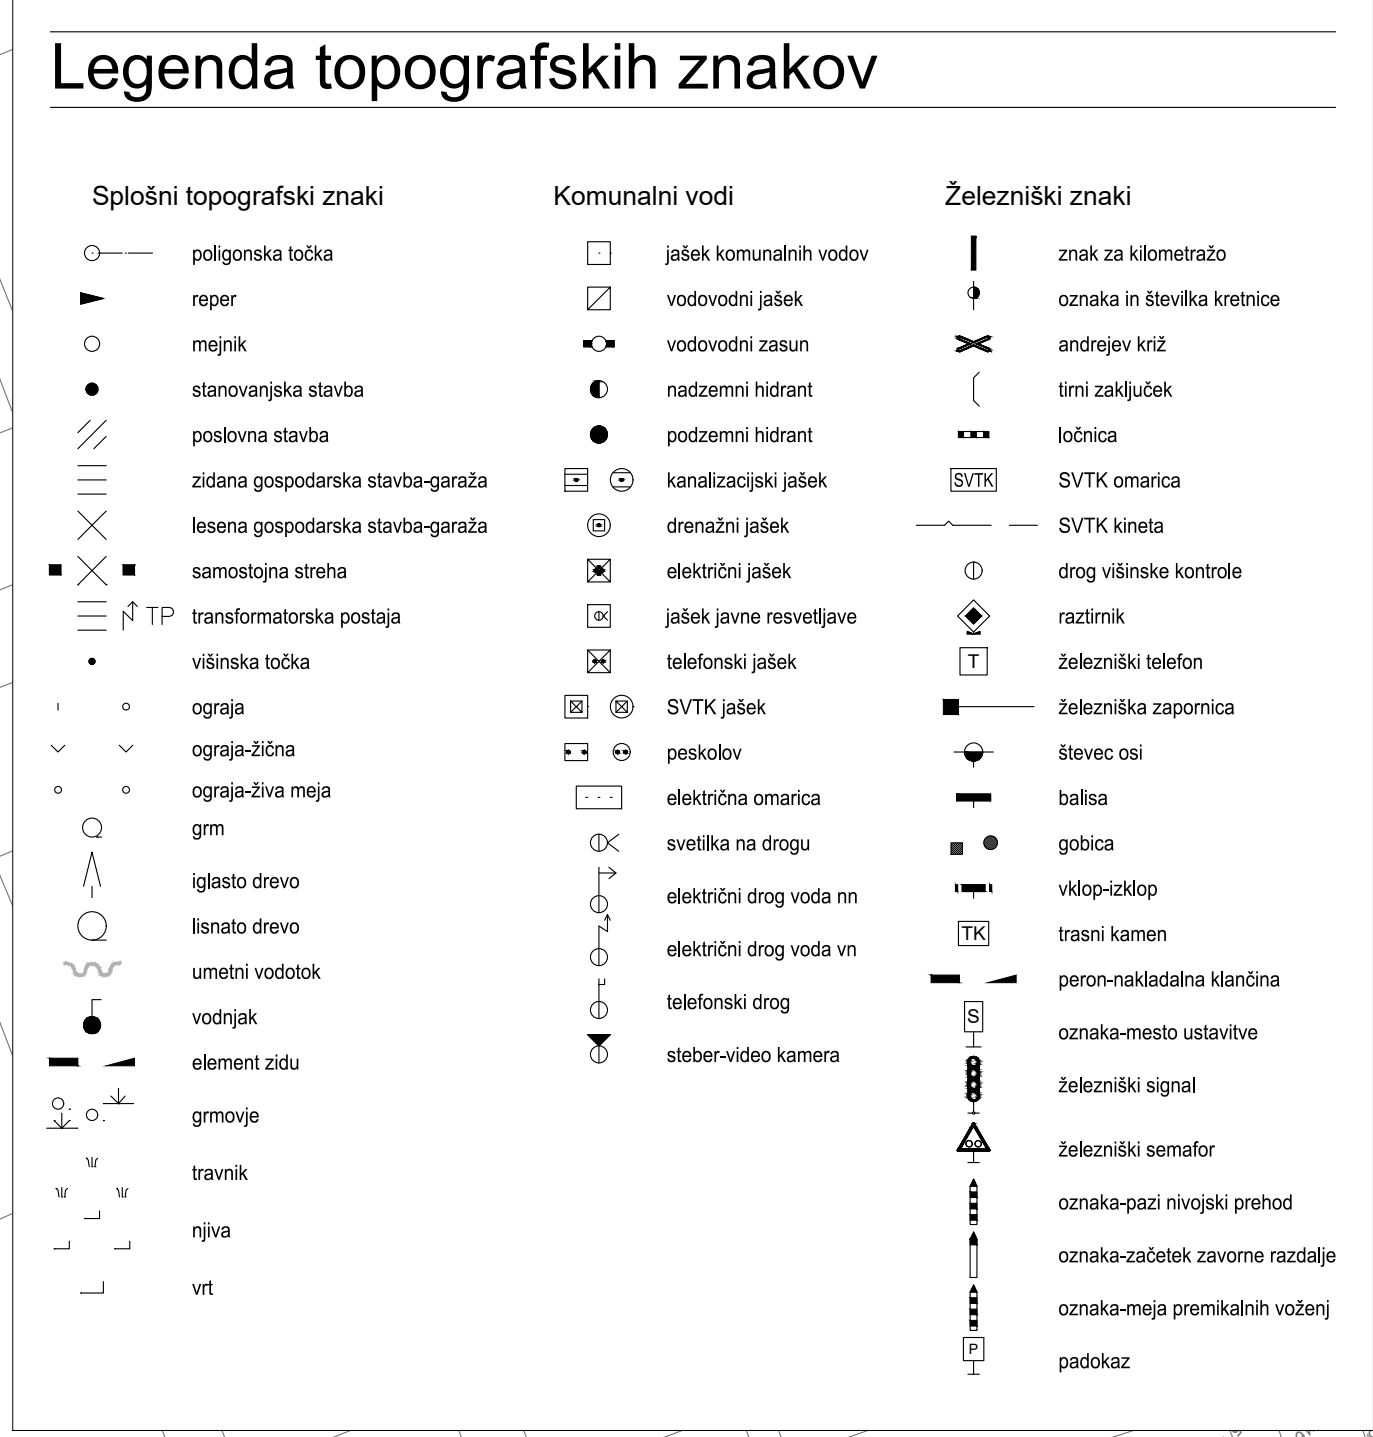 Legenda topografskih znakov
Splošni topografski znaki
poligonska točka
reper
mejnik
stanovanjska stavba
poslovna stavba
zidana gospodarska stavba-garaža
lesena gospodarska stavba-garaža
samostojna streha
TP transformatorska postaja
višinska točka
ograja
ograja-žična
ograja-živa meja
grm
iglasto drevo
lisnato drevo
umetni vodotok
vodnjak
element zidu
grmovje
travnik
njiva
vrt
Komunalni vodi
jašek komunalnih vodov
vodovodni jašek
vodovodni zasun
nadzemni hidrant
podzemni hidrant
kanalizacijski jašek
drenažni jašek
električni jašek
jašek javne resvetljave
telefonski jašek
SVTK jašek
peskolov
električna omarica
svetilka na drogu
električni drog voda nn
električni drog voda vn
telefonski drog
steber-video kamera
Železniški znaki
znak za kilometražo
oznaka in številka kretnice
andrejev križ
tirni zaključek
ločnica
SVTK SVTK omarica
SVTK kineta
drog višinske kontrole
raztirnik
T železniški telefon
železniška zapornica
števec osi
balisa
gobica
vklop-izklop
TK trasni kamen
peron-nakladalna klančina
S oznaka-mesto ustavitve
železniški signal
železniški semafor
oznaka-pazi nivojski prehod
oznaka-začetek zavorne razdalje
oznaka-meja premikalnih voženj
P padokaz